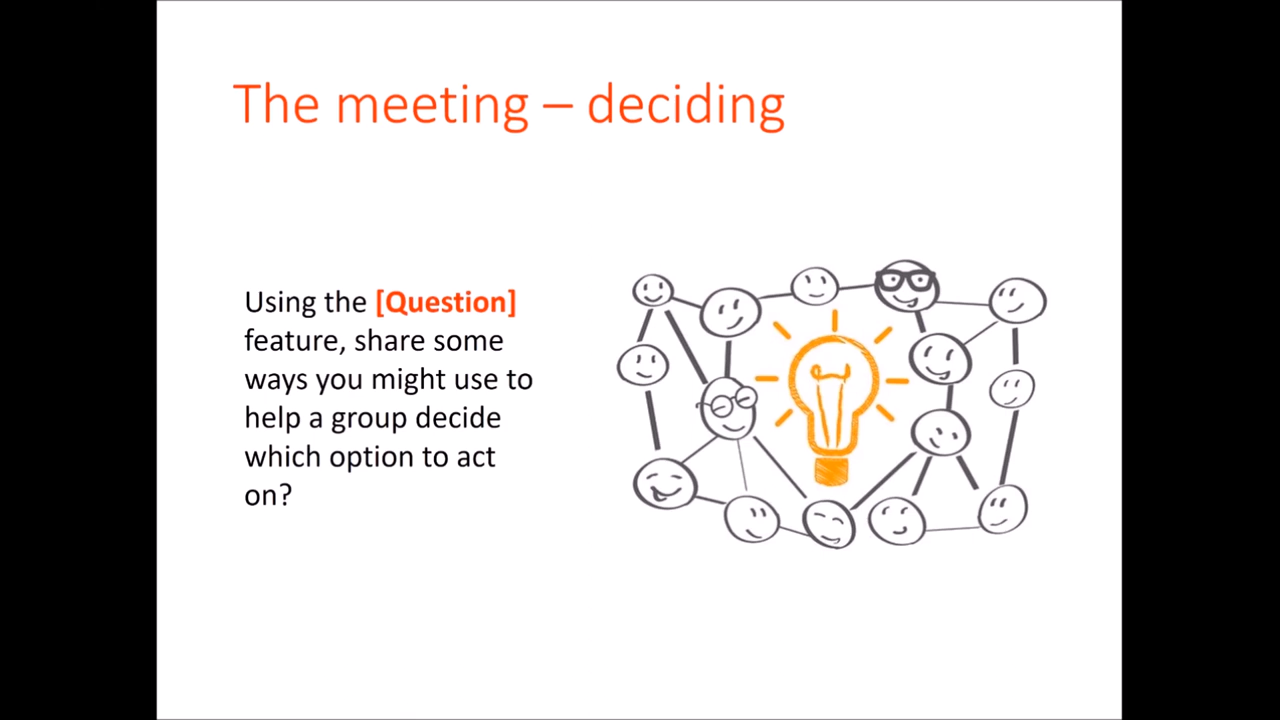 The meeting – deciding
Using the [Question]
feature, share some
ways you might use to
help a group decide
which option to act
on?